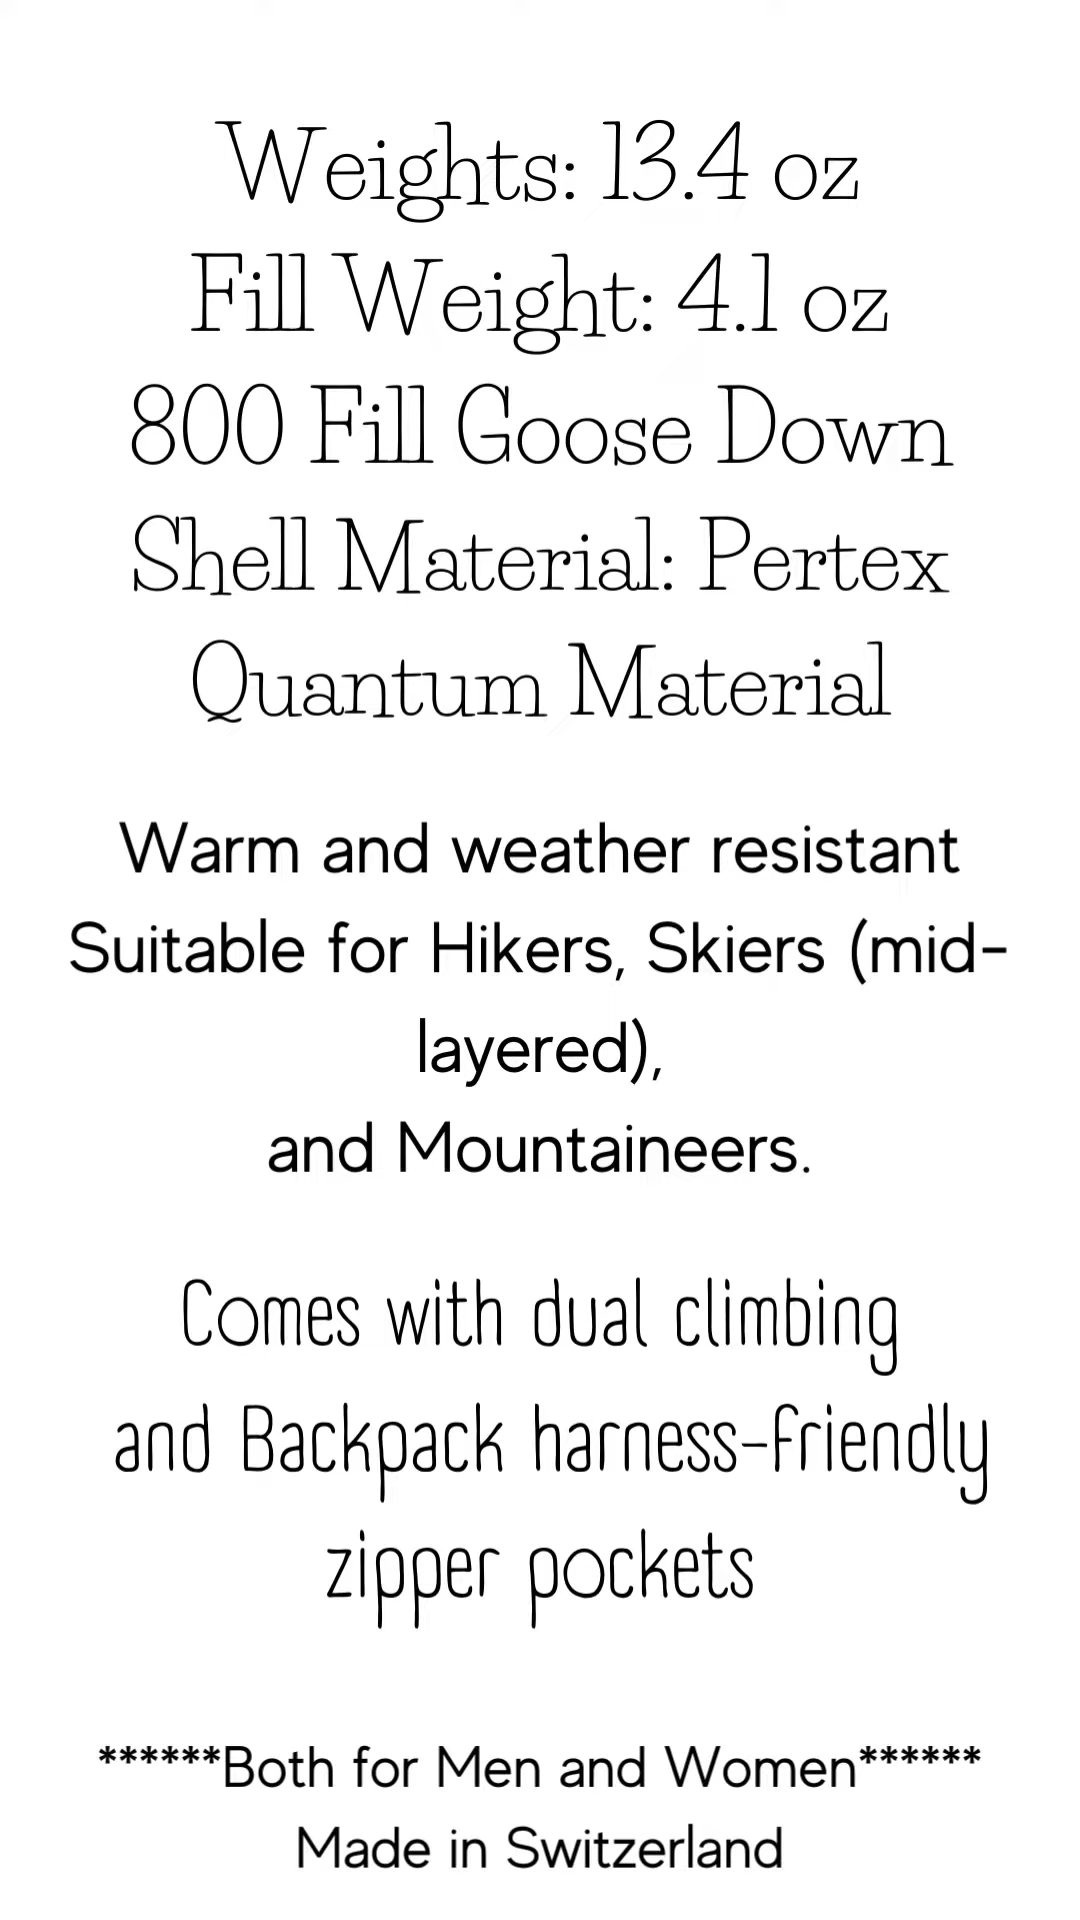 Weights: 13.4 oz
Fill Weight: 4.1 oz
800 Fill Goose Down
Shell Material: Pertex
Quantum Material
Warm and weather resistant
Suitable for Hikers, Skiers (mid-
layered),
and Mountaineers.
Comes with dual climbing
and Backpack harness-friendly
zipper pockets
******Both for Men and Women******
Made in Switzerland